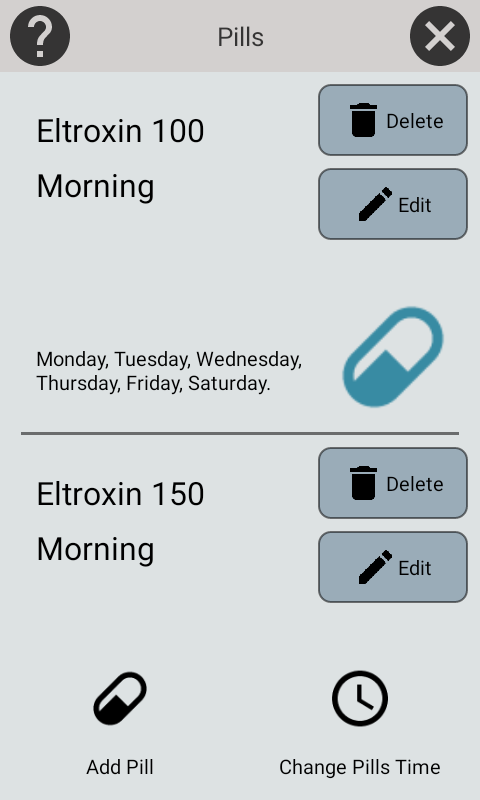 ?
Pills
Eltroxin 100
Delete
Morning
Edit
Monday, Tuesday, Wednesday,
Thursday, Friday, Saturday.
Eltroxin 150
Delete
Morning
Edit
Add Pill
Change Pills Time